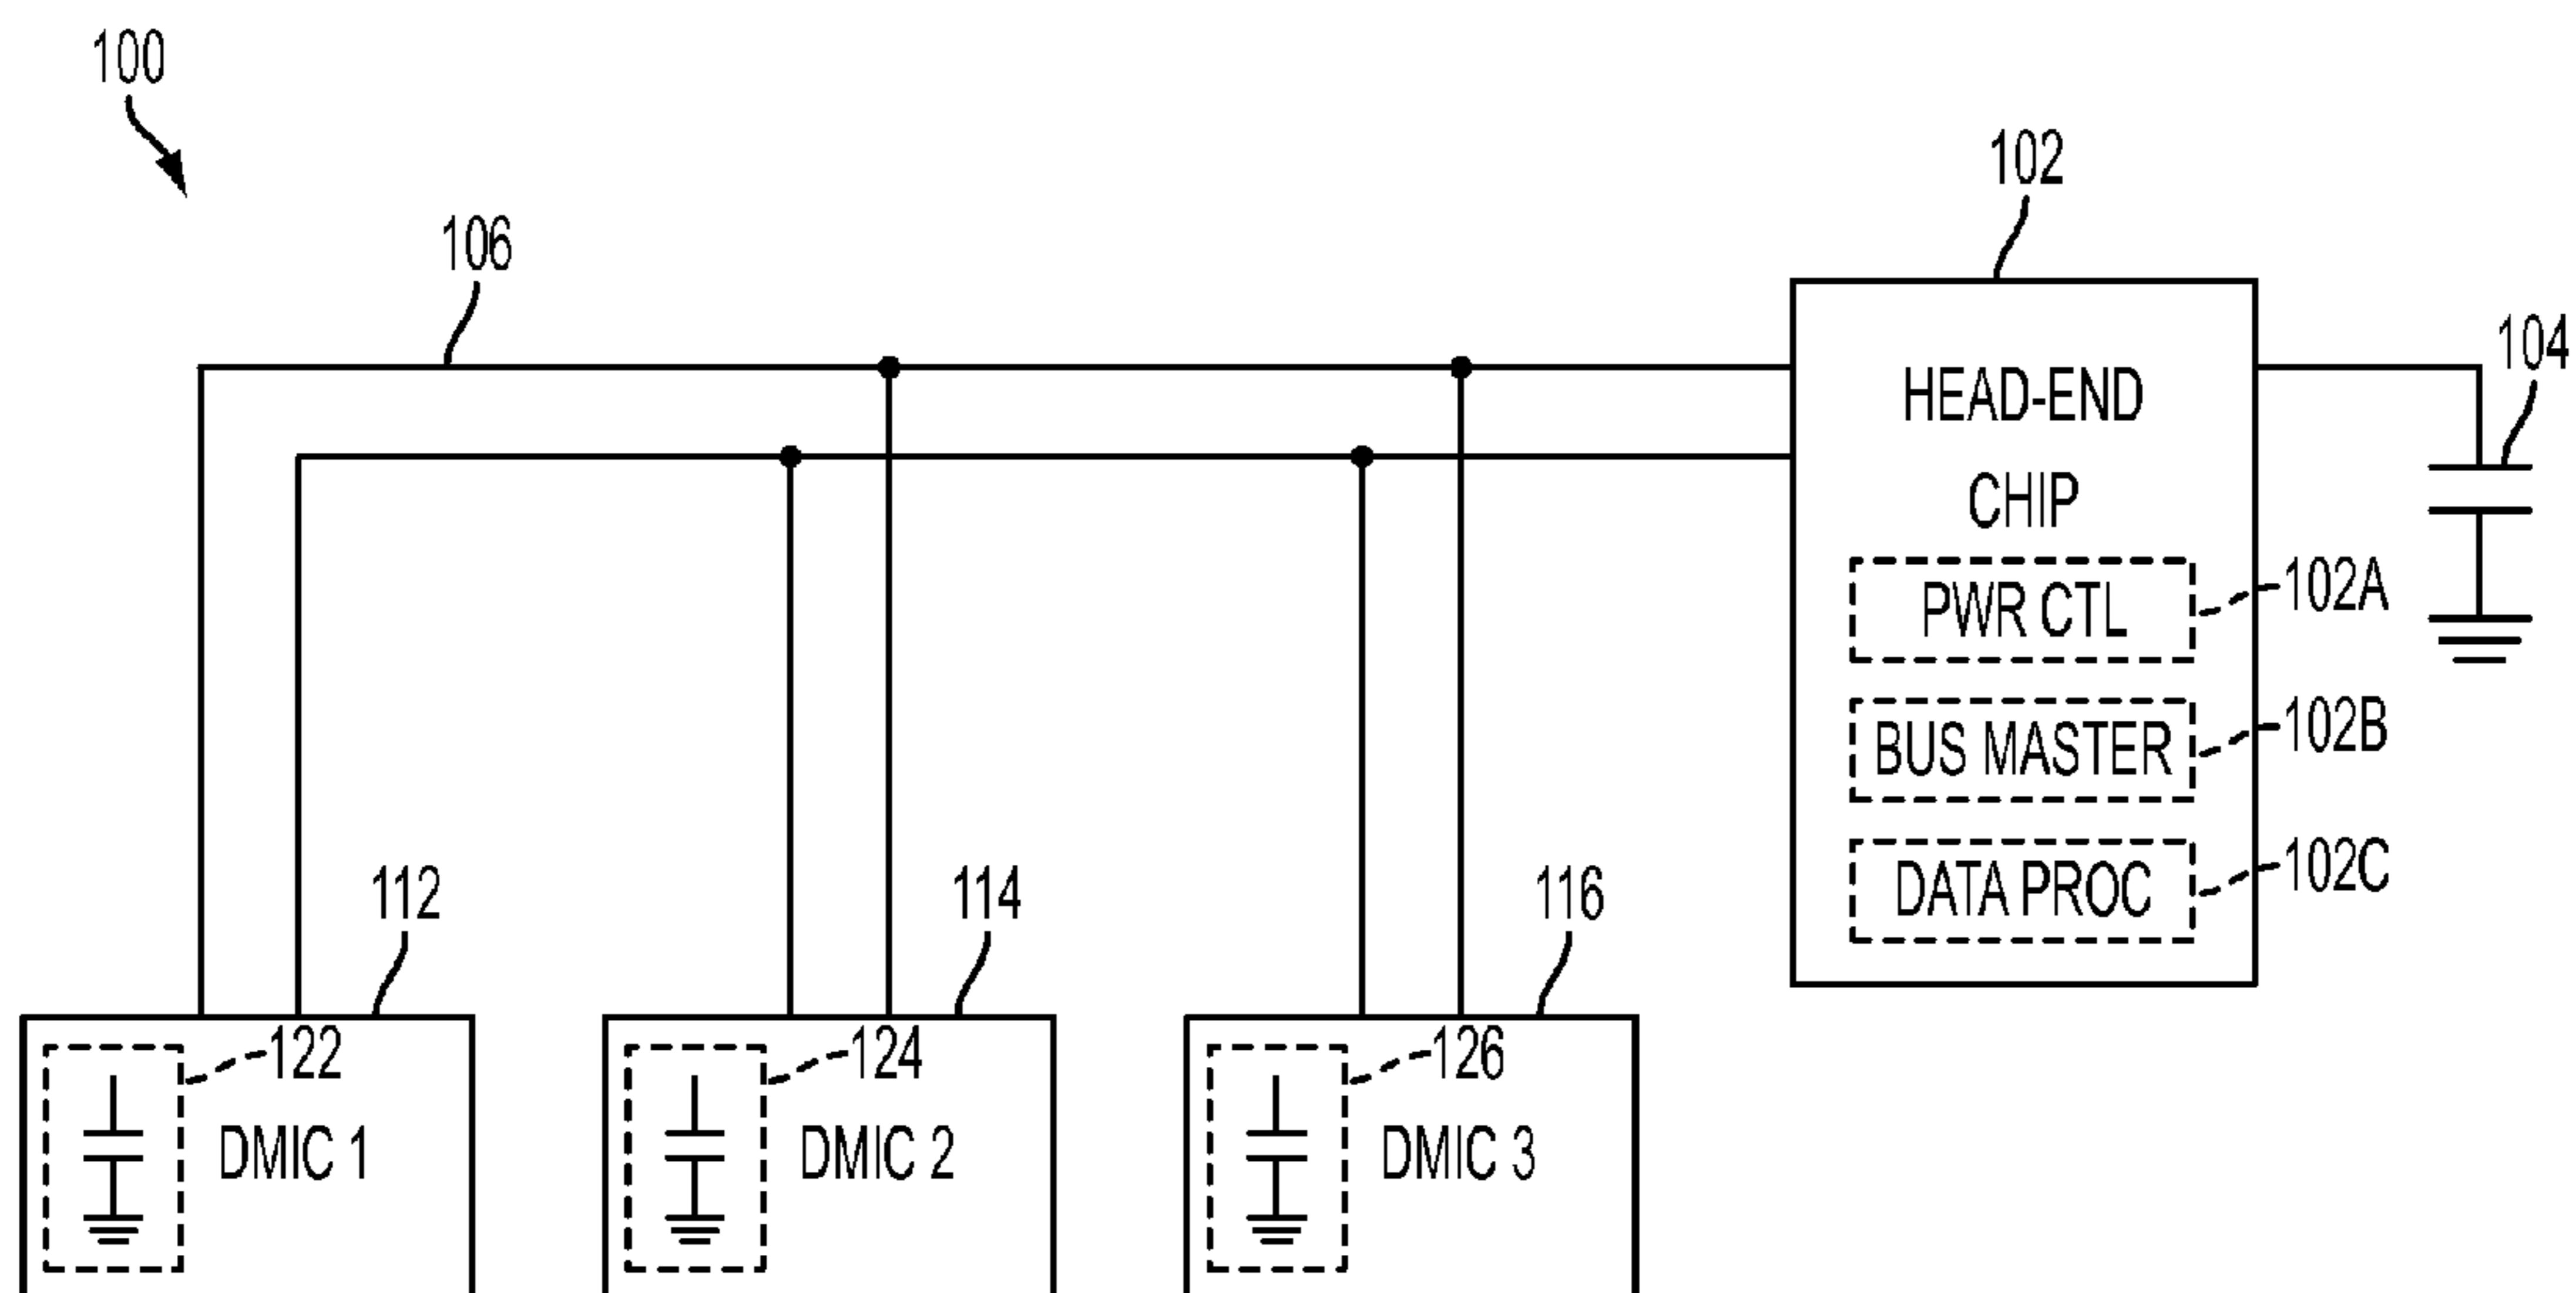 100
102
106
104
HEAD-END
CHIP
PWR CTL
102A
BUS MASTER
102B
DATA PROC
102C
112
114
116
122
124
126
DMIC 1
DMIC 2
DMIC 3